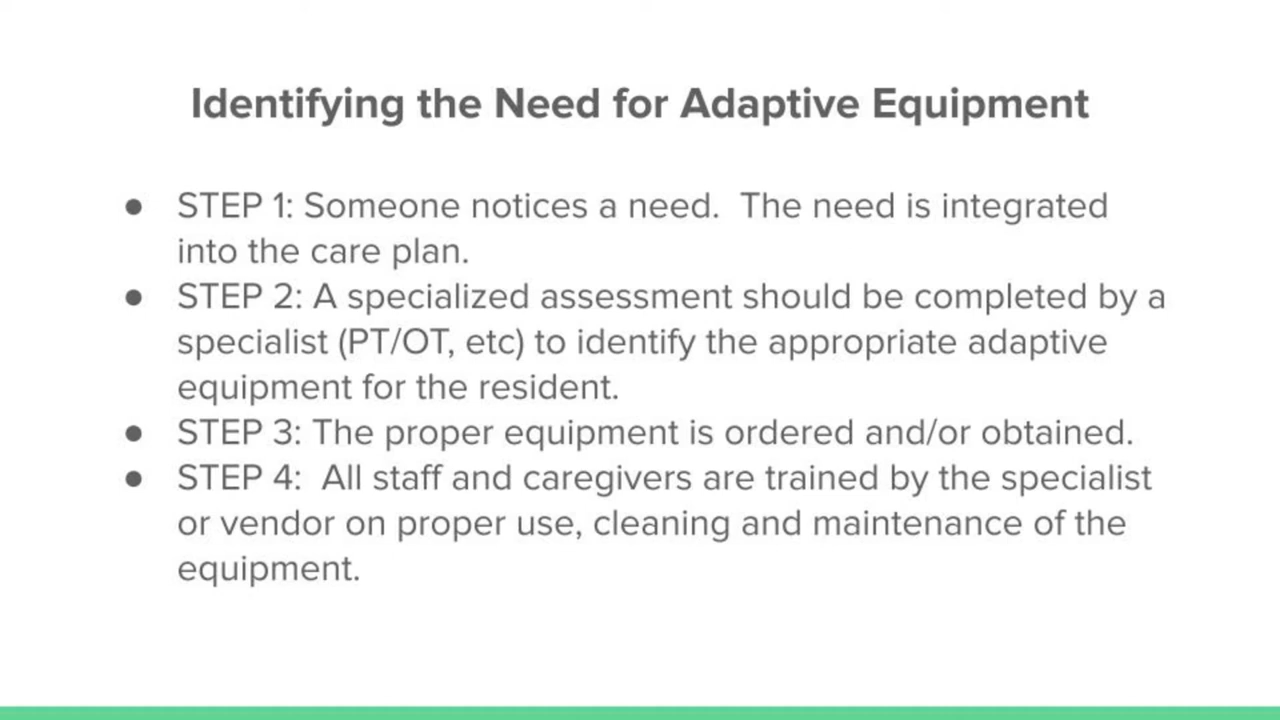 Identifying the Need for Adaptive Equipment
● STEP 1: Someone notices a need.  The need is integrated
into the care plan.
● STEP 2: A specialized assessment should be completed by a
specialist (PT/OT, etc) to identify the appropriate adaptive
equipment for the resident.
● STEP 3: The proper equipment is ordered and/or obtained.
● STEP 4:  All staff and caregivers are trained by the specialist
or vendor on proper use, cleaning and maintenance of the
equipment.